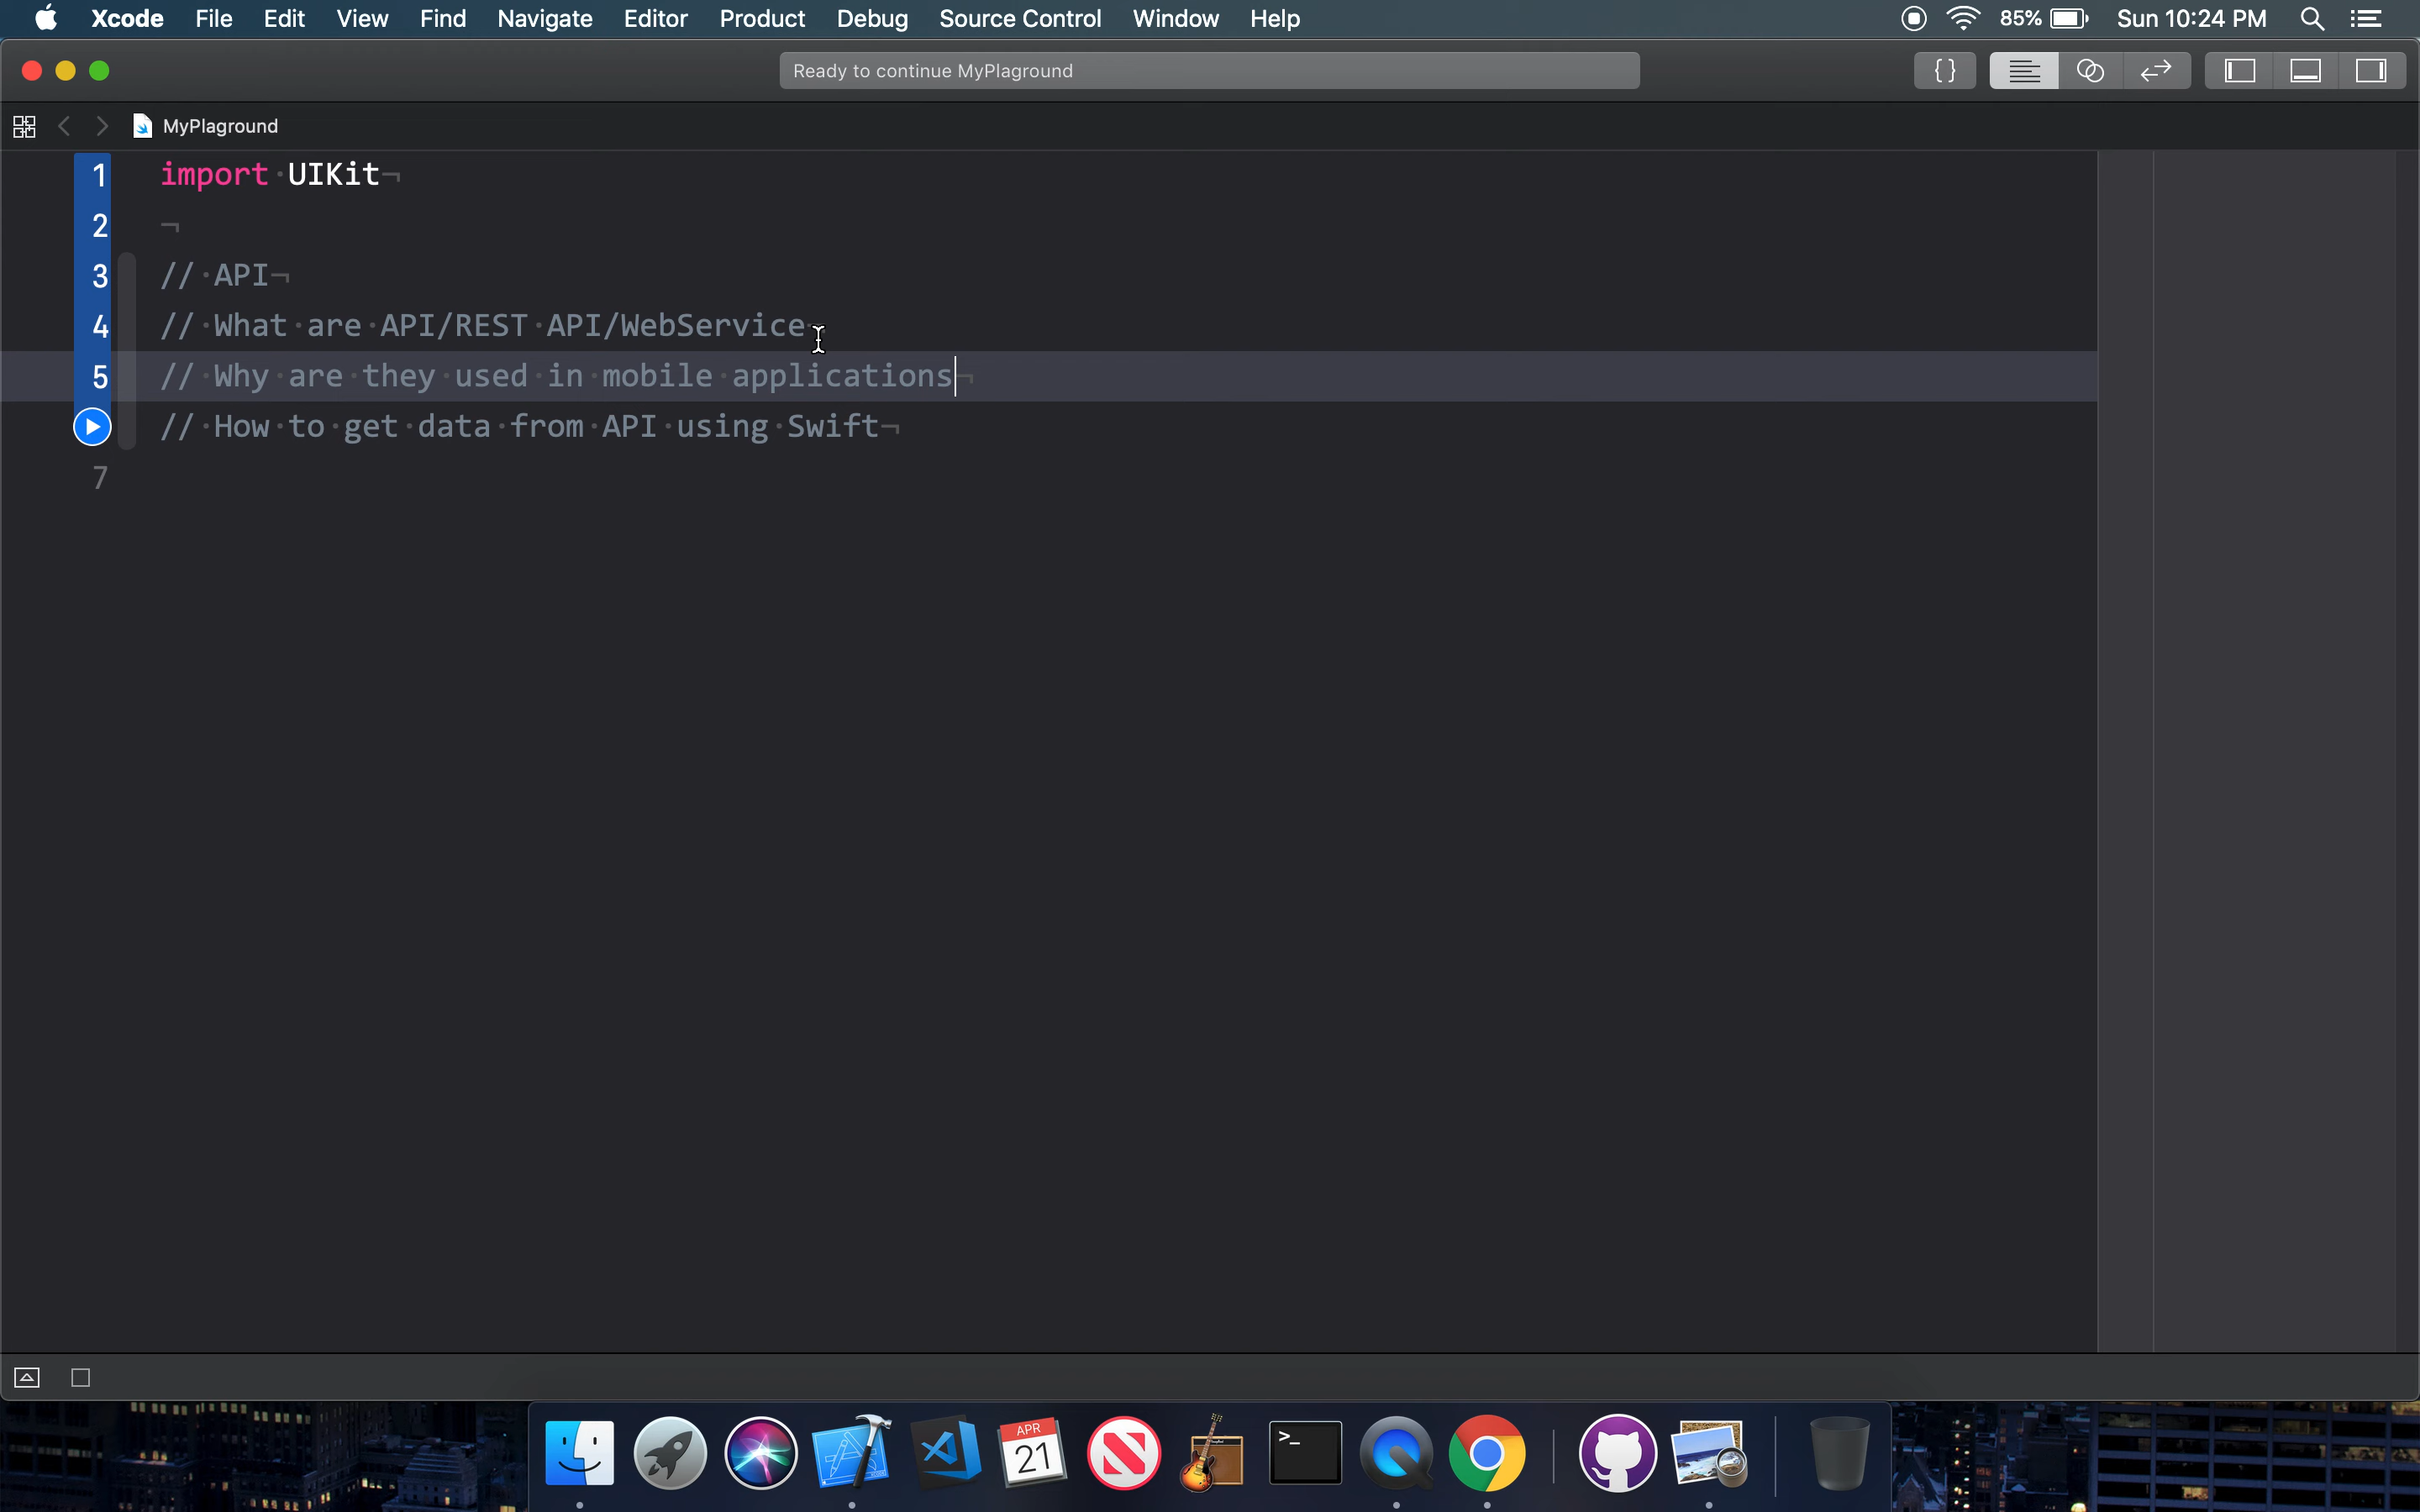 Xcode File Edit View Find Navigate Editor Product Debug Source Control Window Help 85% Sun 10:24 PM
Ready to continue MyPlaground {}
MyPlaground
1 import UIKit
2
3 // API
4 // What are API/REST API/WebService
5 // Why are they used in mobile applications
// How to get data from API using Swift
7
APR
21
>_